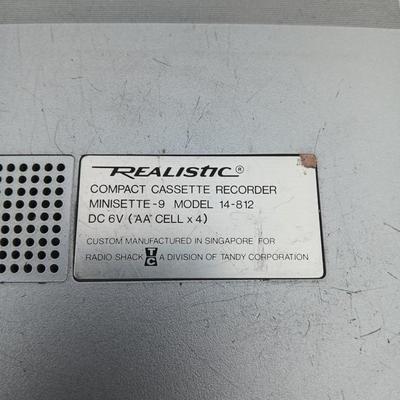 REALISTIC®
COMPACT CASSETTE RECORDER
MINISETTE-9 MODEL 14-812
DC 6V ("AA" CELL x 4)
CUSTOM MANUFACTURED IN SINGAPORE FOR
RADIO SHACK TC A DIVISION OF TANDY CORPORATION